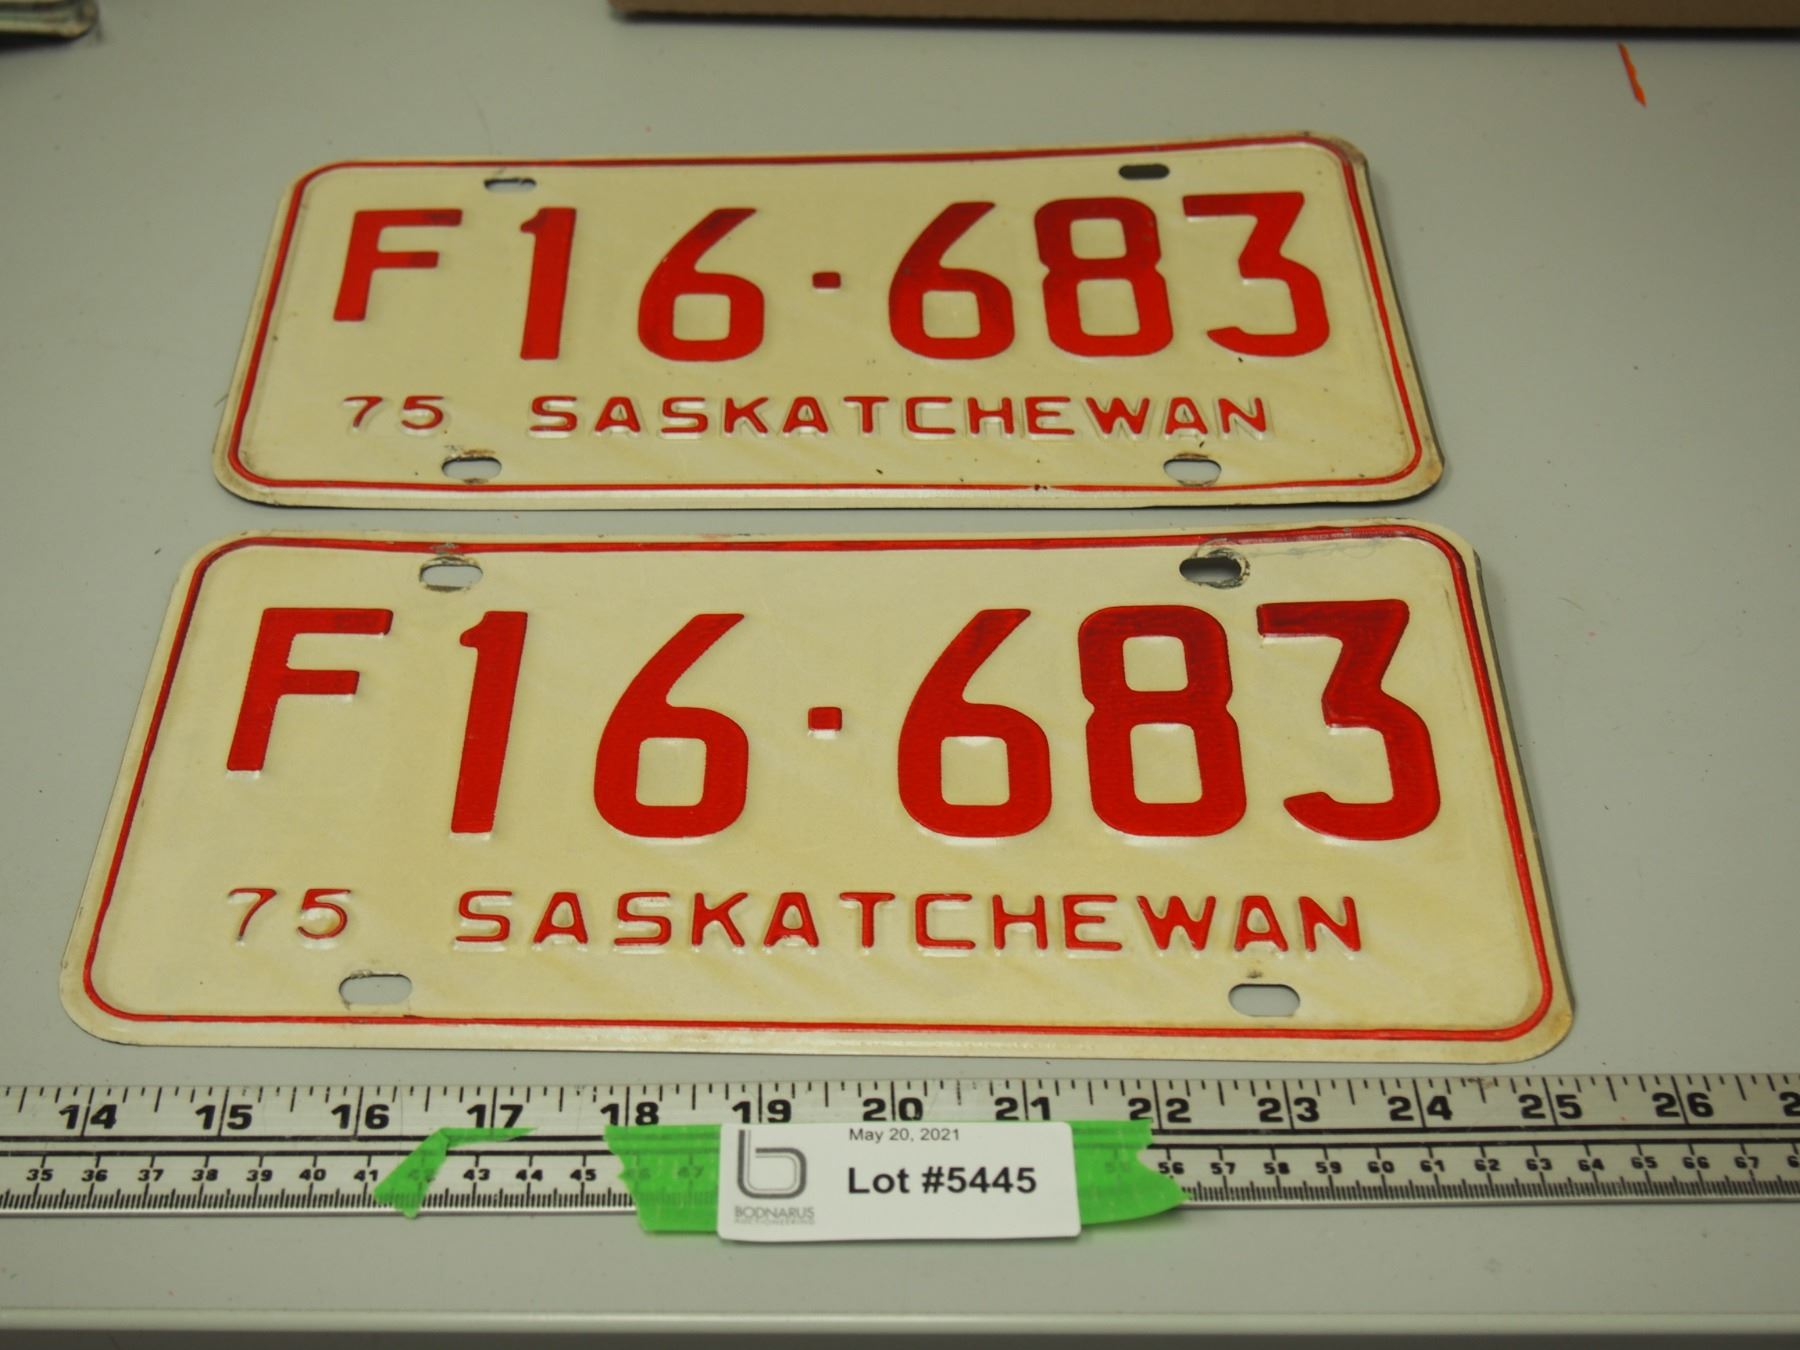 F16·683
75 SASKATCHEWAN
F16·683
75 SASKATCHEWAN
14 15 16 17 18 19 20 21 22 23 24 25 26
35 36 37 38 39 40 41 43 44 45 56 57 58 59 60 61 62 63 64 65 66 67
May 20, 2021
Lot #5445
BODNARUS
AUCTIONEERING